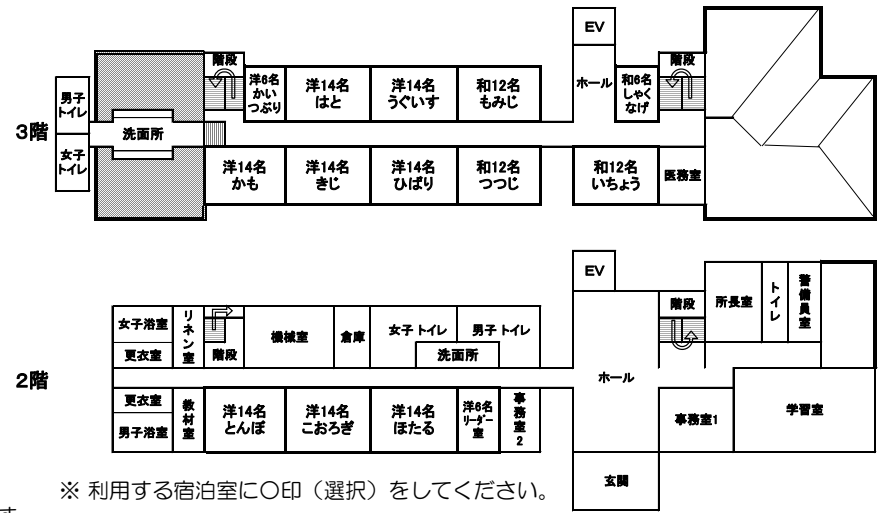 EV
階段
洋6名
かい
つぶり
洋14名
はと
洋14名
うぐいす
和12名
もみじ
ホール
和6名
しゃく
なげ
階段
男子
トイレ
3階
洗面所
女子
トイレ
洋14名
かも
洋14名
きじ
洋14名
ひばり
和12名
つつじ
和12名
いちょう
医務室
EV
女子浴室
リネン室
更衣室
階段
機械室
倉庫
女子 トイレ
男子 トイレ
洗面所
階段
所長室
トイレ
警備員室
2階
ホール
更衣室
男子浴室
教材室
洋14名
とんぼ
洋14名
こおろぎ
洋14名
ほたる
洋6名
リーダー
室
事務室2
事務室1
学習室
玄関
※ 利用する宿泊室に〇印（選択）をしてください。